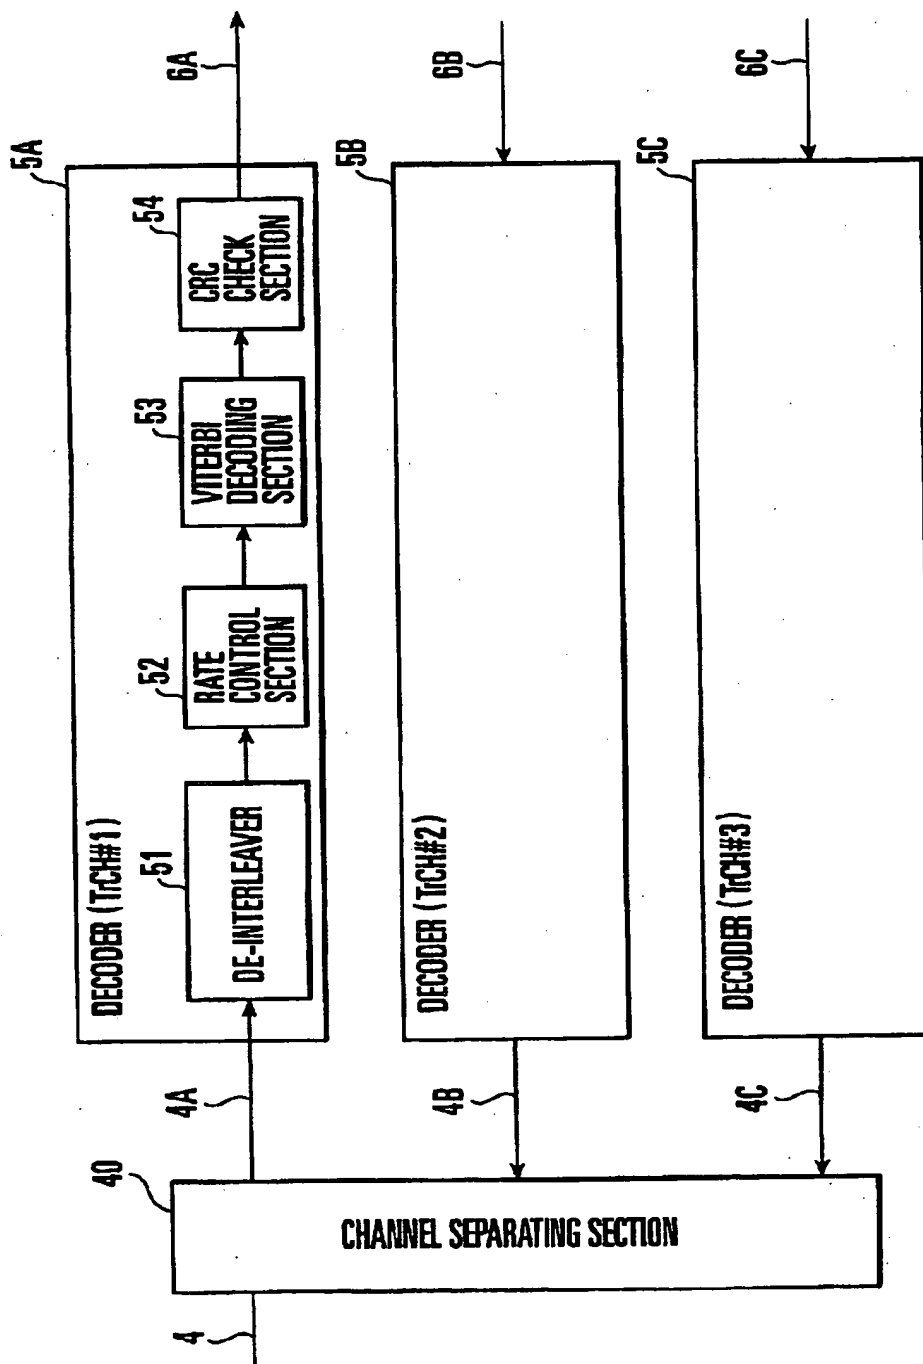 4
40
CHANNEL SEPARATING SECTION
4A
4B
4C
5A
DECODER (TrCH#1)
51
DE-INTERLEAVER
52
RATE
CONTROL
SECTION
53
VITERBI
DECODING
SECTION
54
CRC
CHECK
SECTION
6A
5B
DECODER (TrCH#2)
6B
5C
DECODER (TrCH#3)
6C